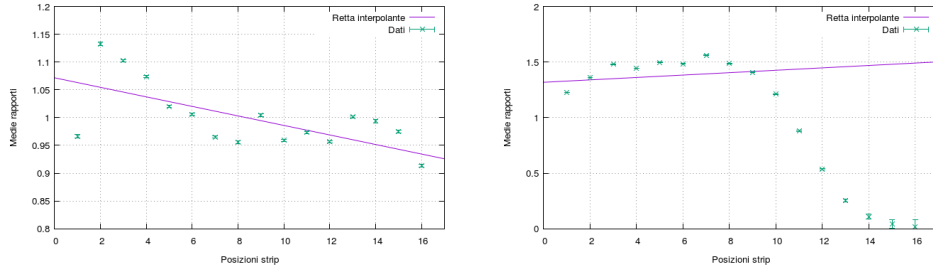 Retta interpolante
Dati
1.2
1.15
1.1
1.05
1
0.95
0.9
0.85
0.8
Medie rapporti
0 2 4 6 8 10 12 14 16
Posizioni strip
Retta interpolante
Dati
2
1.5
1
0.5
0
Medie rapporti
0 2 4 6 8 10 12 14 16
Posizioni strip